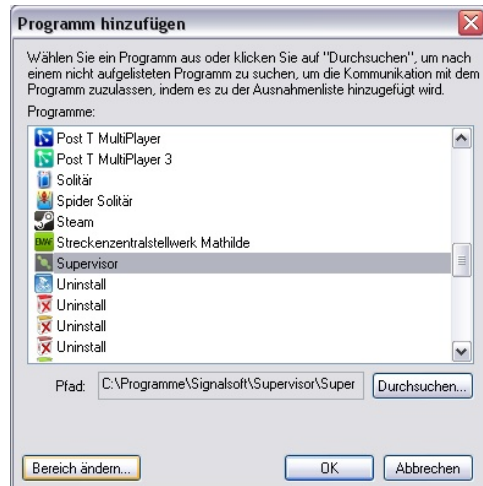 Programm hinzufügen
Wählen Sie ein Programm aus oder klicken Sie auf "Durchsuchen", um nach
einem nicht aufgelisteten Programm zu suchen, um die Kommunikation mit dem
Programm zuzulassen, indem es zu der Ausnahmenliste hinzugefügt wird.
Programme:
Post T MultiPlayer
Post T MultiPlayer 3
Solitär
Spider Solitär
Steam
Streckenzentralstellwerk Mathilde
Supervisor
Uninstall
Uninstall
Uninstall
Uninstall
Pfad: C:\Programme\Signalsoft\Supervisor\Super Durchsuchen...
Bereich ändern... OK Abbrechen